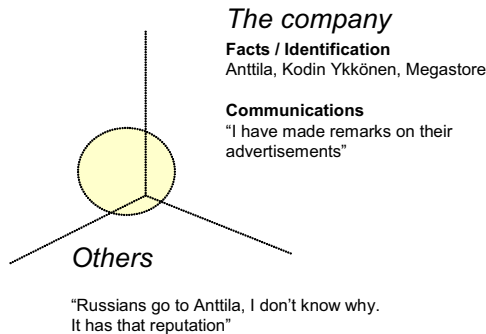 The company
Facts / Identification
Anttila, Kodin Ykkönen, Megastore
Communications
“I have made remarks on their
advertisements”
Others
“Russians go to Anttila, I don’t know why.
It has that reputation”